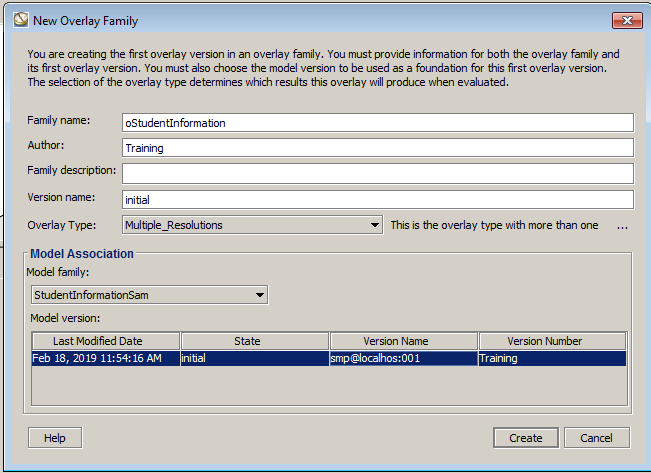 New Overlay Family
You are creating the first overlay version in an overlay family. You must provide information for both the overlay family and
its first overlay version. You must also choose the model version to be used as a foundation for this first overlay version.
The selection of the overlay type determines which results this overlay will produce when evaluated.
Family name: oStudentInformation
Author: Training
Family description:
Version name: initial
Overlay Type: Multiple_Resolutions This is the overlay type with more than one ...
Model Association
Model family:
StudentInformationSam
Model version:
Last Modified Date State Version Name Version Number
Feb 18, 2019 11:54:16 AM initial smp@localhos:001 Training
Help Create Cancel